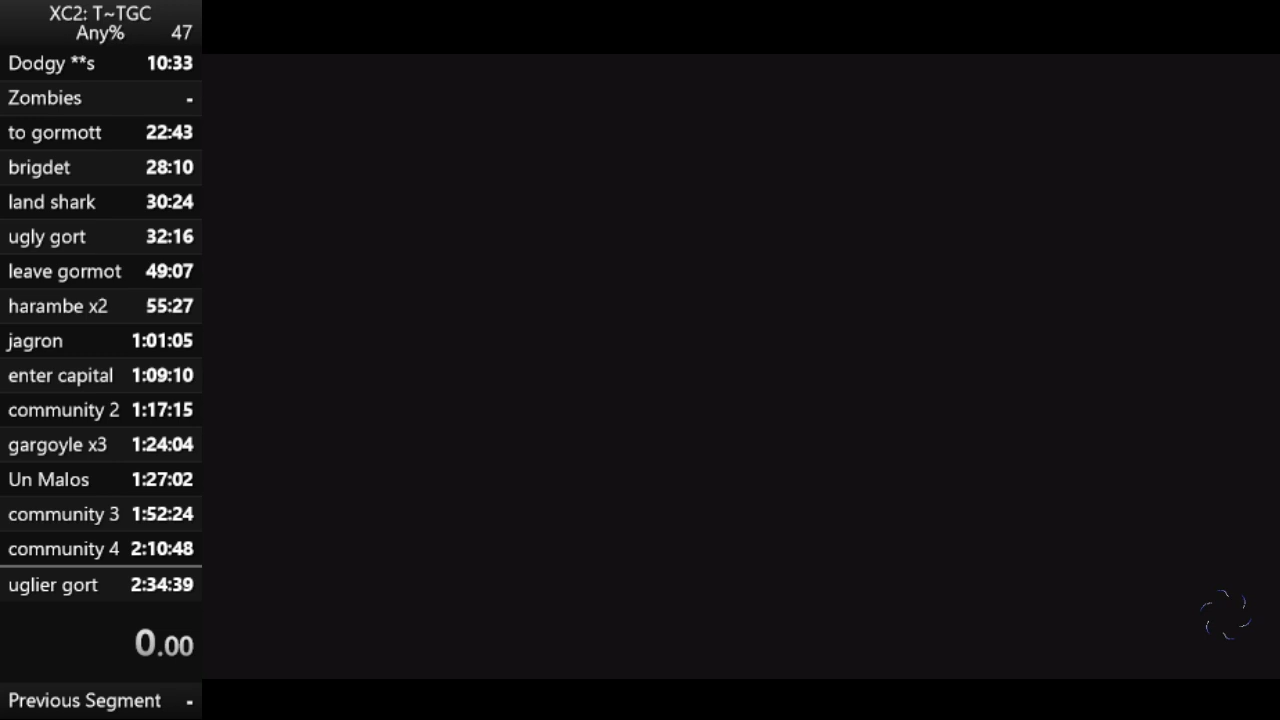 XC2: T~TGC
Any% 47
Dodgy **s 10:33
Zombies -
to gormott 22:43
brigdet 28:10
land shark 30:24
ugly gort 32:16
leave gormot 49:07
harambe x2 55:27
jagron 1:01:05
enter capital 1:09:10
community 2 1:17:15
gargoyle x3 1:24:04
Un Malos 1:27:02
community 3 1:52:24
community 4 2:10:48
uglier gort 2:34:39
0.00
Previous Segment -